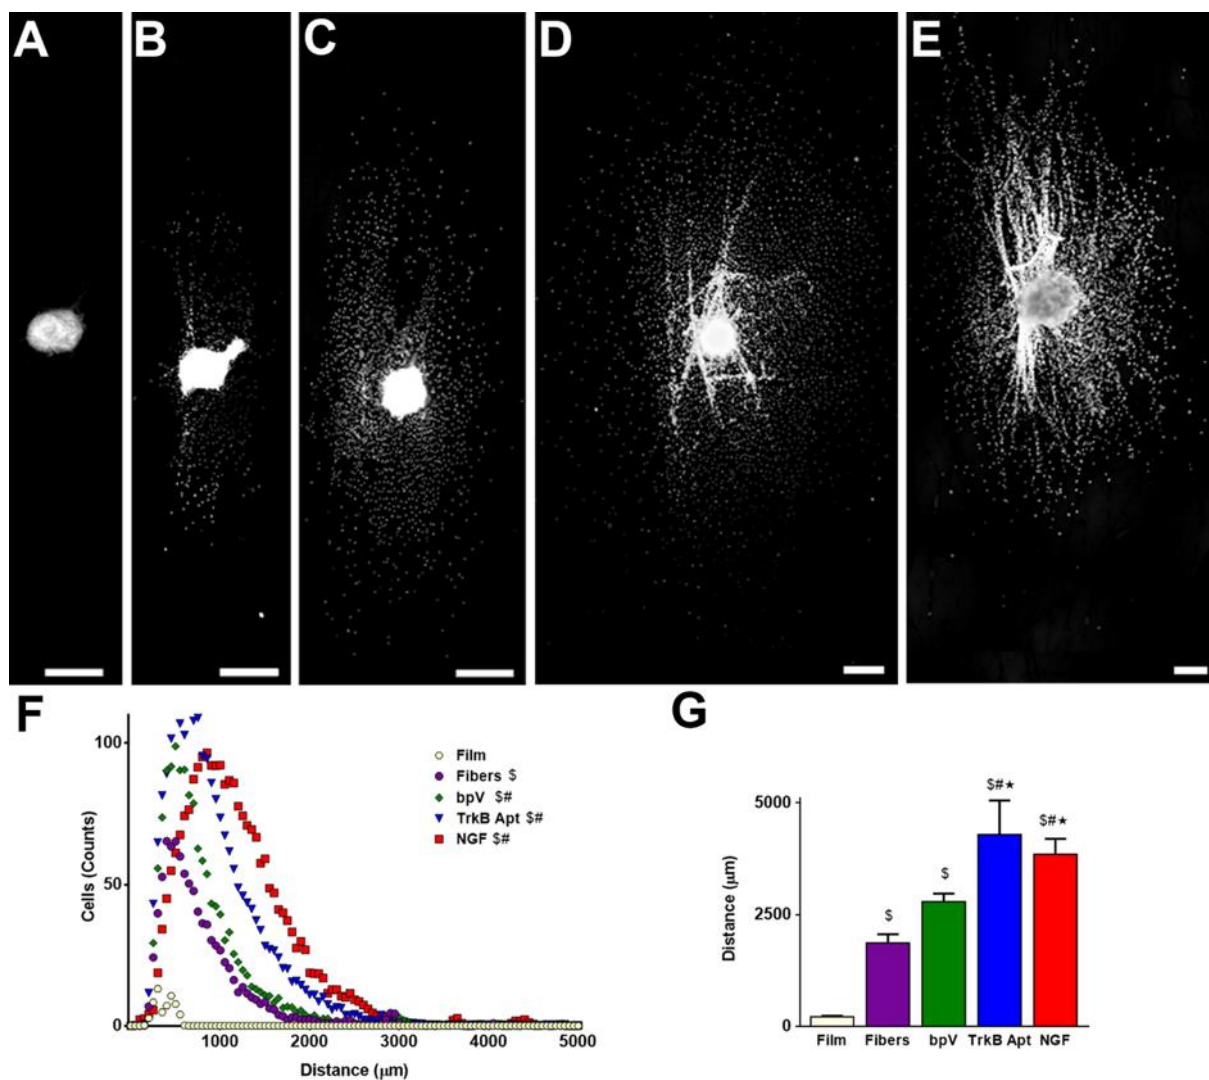 A
B
C
D
E
F
G
100
50
0
Cells (Counts)
Film
Fibers $
bpV $#
TrkB Apt $#
NGF $#
1000
2000
3000
4000
5000
Distance (µm)
5000
2500
0
Distance (µm)
$
$
$#★
$#★
Film
Fibers
bpV
TrkB Apt
NGF